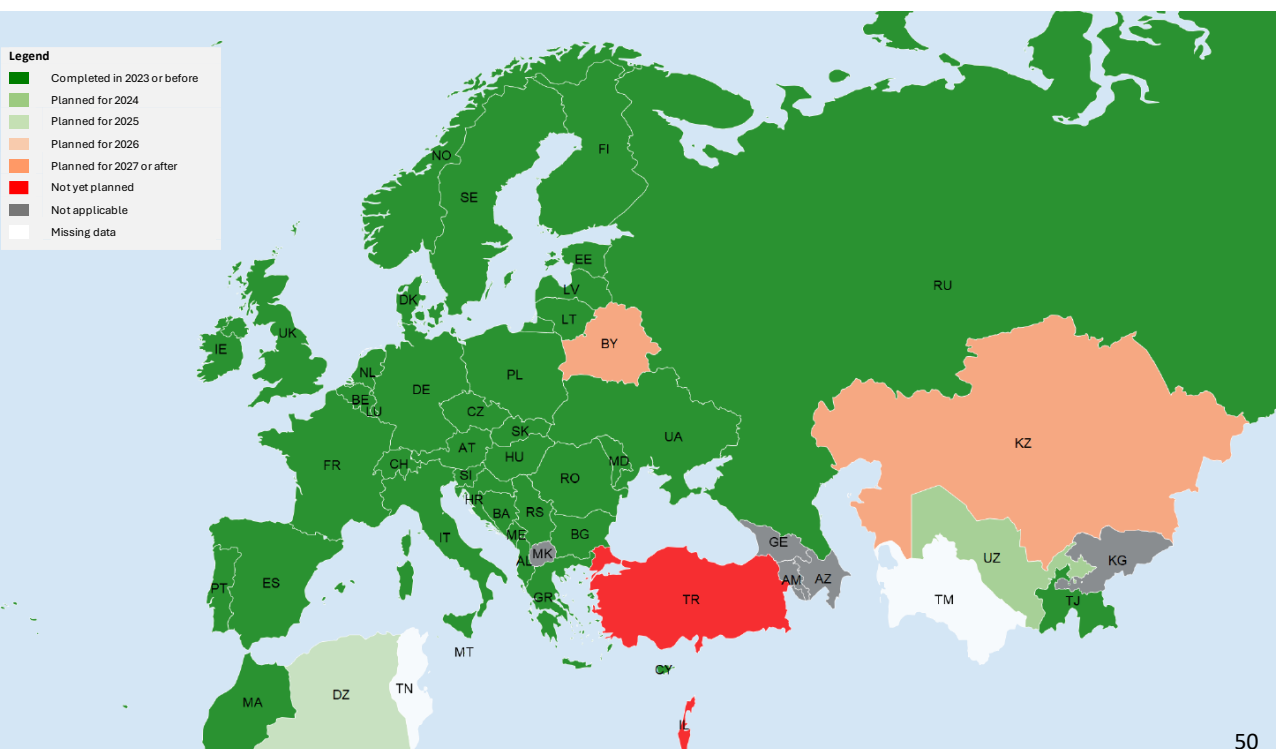 Legend
Completed in 2023 or before
Planned for 2024
Planned for 2025
Planned for 2026
Planned for 2027 or after
Not yet planned
Not applicable
Missing data
NO
FI
SE
EE
RU
LV
DK
LT
UK
BY
IE
NL
DE
PL
BE
LU
CZ
SK
UA
KZ
AT
HU
FR
CH
MD
SI
RO
HR
BA
RS
ME
BG
IT
GE
MK
UZ
AL
KG
PT
ES
AM
AZ
GR
TR
TM
TJ
MT
CY
MA
DZ
TN
IL
50